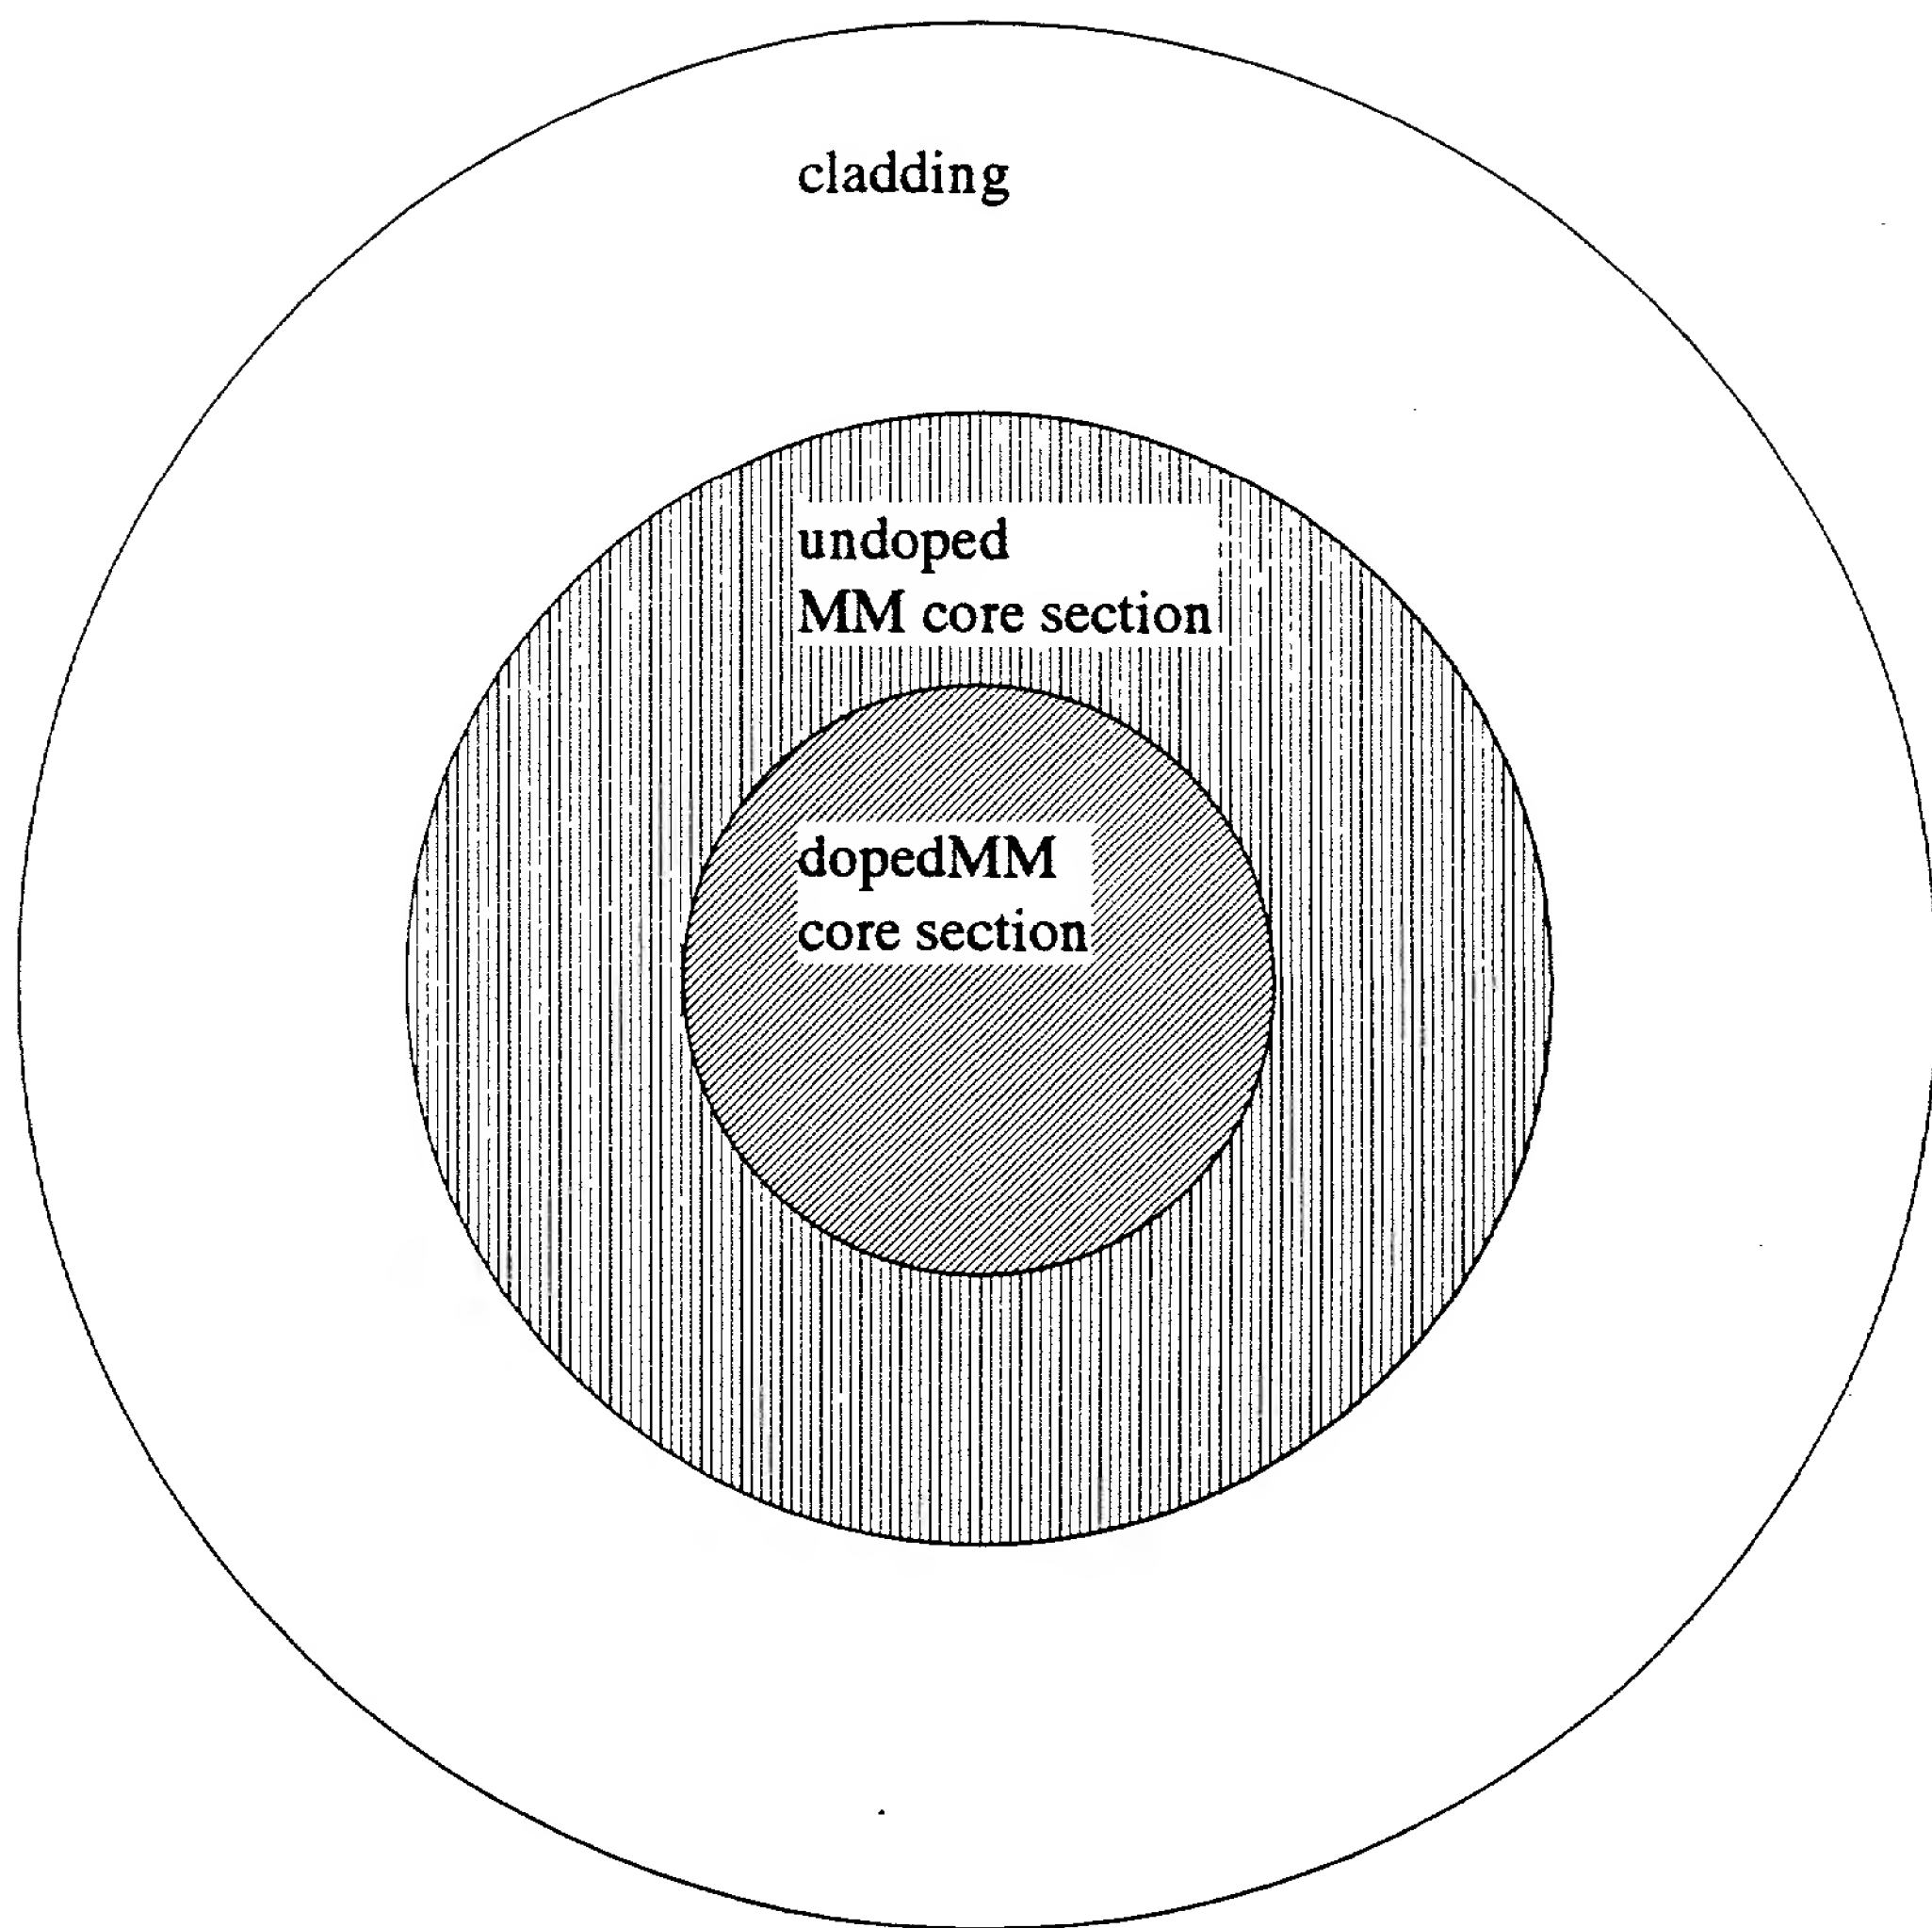 cladding
undoped
MM core section
dopedMM
core section